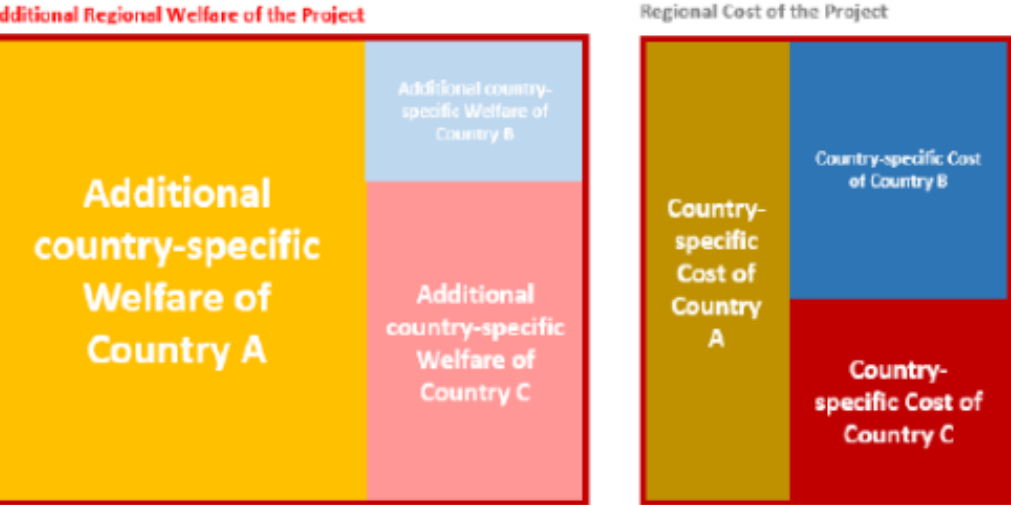 dditional Regional Welfare of the Project
Regional Cost of the Project
Additional
country-specific
Welfare of
Country A
Additional country-
specific Welfare of
Country B
Additional
country-specific
Welfare of
Country C
Country-
specific
Cost of
Country
A
Country-specific Cost
of Country B
Country-
specific Cost of
Country C